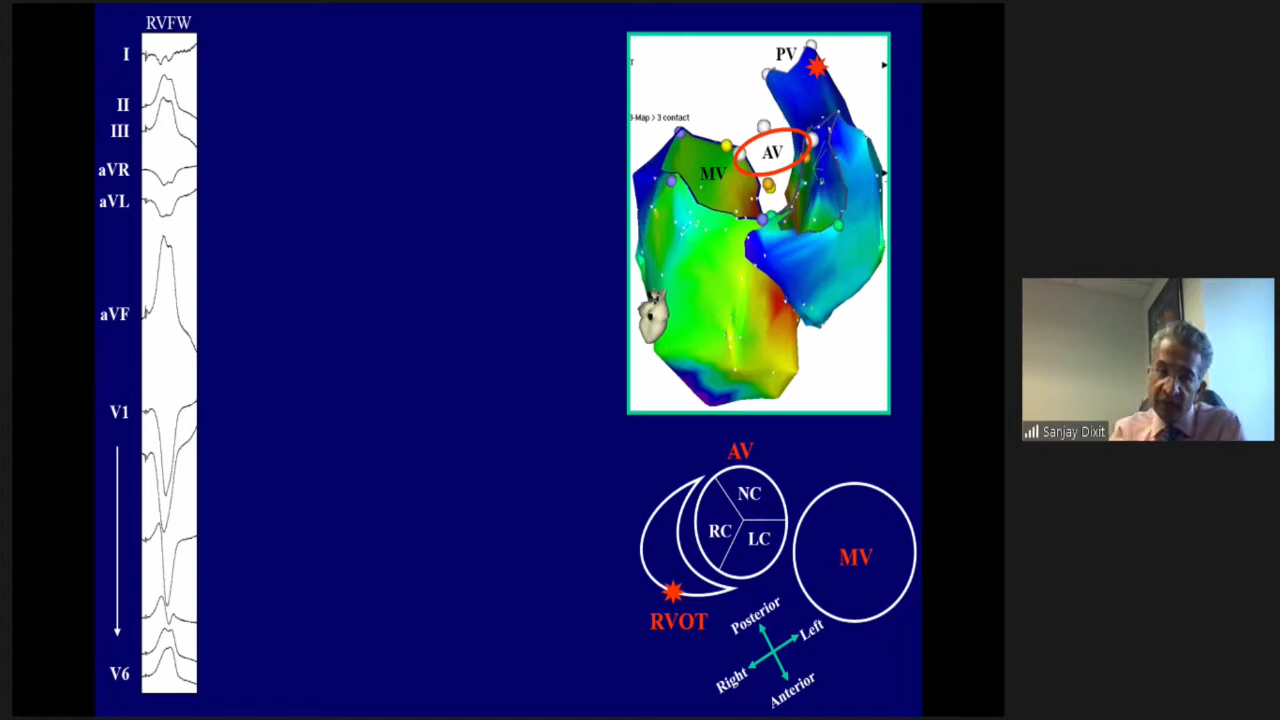 RVFW
I
II
III
aVR
aVL
aVF
V1
V6
PV
3-Map > 3 contact
AV
MV
AV
NC
RC
LC
MV
RVOT
Posterior
Left
Right
Anterior
Sanjay Dixit